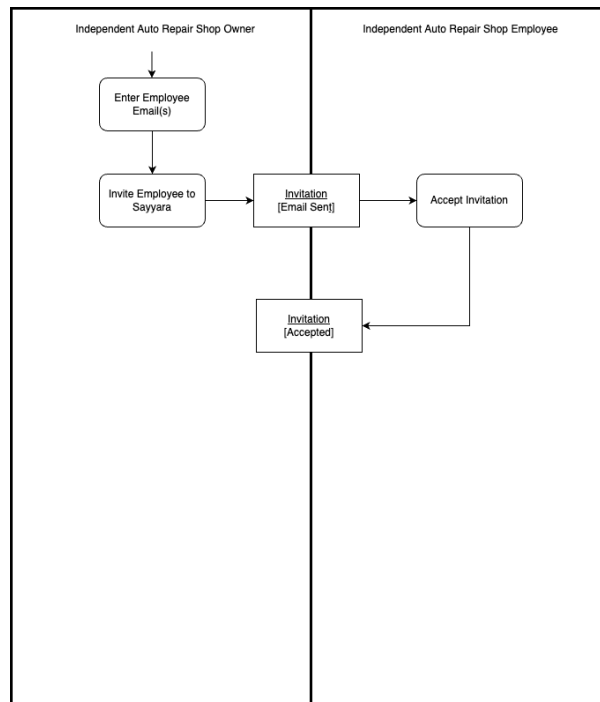 Independent Auto Repair Shop Owner
Independent Auto Repair Shop Employee
Enter Employee
Email(s)
Invite Employee to
Sayyara
Invitation
[Email Sent]
Accept Invitation
Invitation
[Accepted]